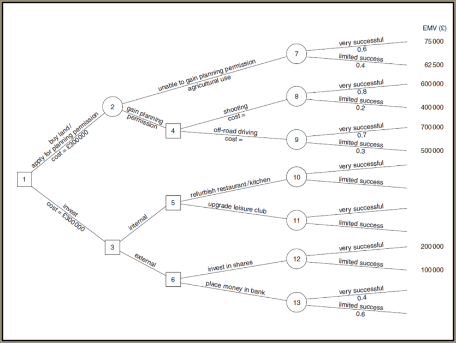 EMV (£)
very successful
0.6
75 000
7
limited success
0.4
62 500
unable to gain planning permission
agricultural use
very successful
0.8
600 000
8
limited success
0.2
400 000
2
shooting
cost =
gain planning
permission
4
off-road driving
cost =
very successful
0.7
700 000
9
limited success
0.3
500 000
buy land/
apply for planning permission
cost = £300 000
1
invest
cost = £300 000
very successful
10
limited success
refurbish restaurant/kitchen
5
upgrade leisure club
very successful
11
limited success
internal
3
external
very successful
200 000
12
limited success
100 000
invest in shares
6
place money in bank
very successful
0.4
13
limited success
0.6